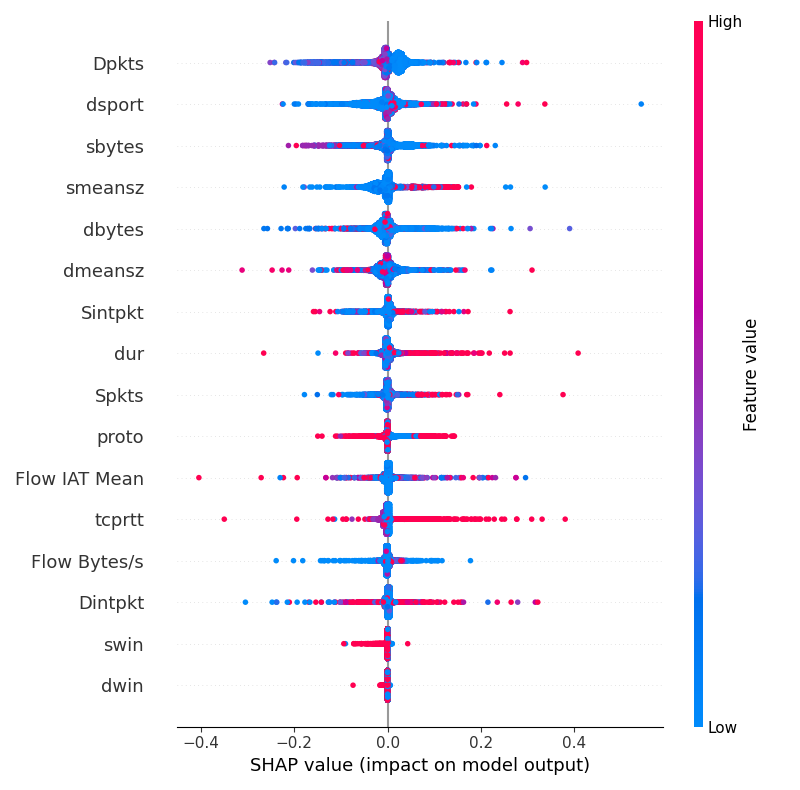 High
Dpkts
dsport
sbytes
smeansz
dbytes
dmeansz
Sintpkt
dur
Spkts
proto
Flow IAT Mean
tcprtt
Flow Bytes/s
Dintpkt
swin
dwin
Feature value
Low
−0.4 −0.2 0.0 0.2 0.4
SHAP value (impact on model output)